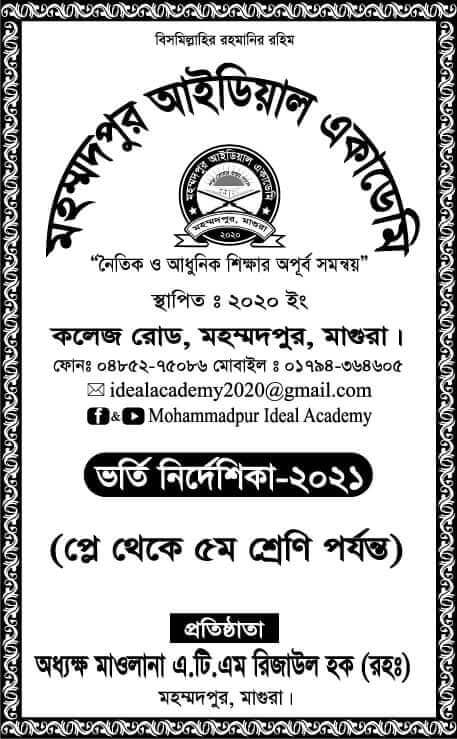 বিসমিল্লাহির রহমানির রহিম
মহম্মদপুর আইডিয়াল একাডেমি
মহম্মদপুর আইডিয়াল একাডেমি
মহম্মদপুর, মাগুরা
২০২০
“নৈতিক ও আধুনিক শিক্ষার অপূর্ব সমন্বয়”
স্থাপিত ঃ ২০২০ ইং
কলেজ রোড, মহম্মদপুর, মাগুরা।
ফোনঃ ০৪৮৫২-৭৫০৮৬ মোবাইল ঃ ০১৭৯৪-৩৬৪৬০৫
idealacademy2020@gmail.com
& Mohammadpur Ideal Academy
ভর্তি নির্দেশিকা-২০২১
(প্লে থেকে ৫ম শ্রেণি পর্যন্ত)
প্রতিষ্ঠাতা
অধ্যক্ষ মাওলানা এ.টি.এম রিজাউল হক (রহঃ)
মহম্মদপুর, মাগুরা।